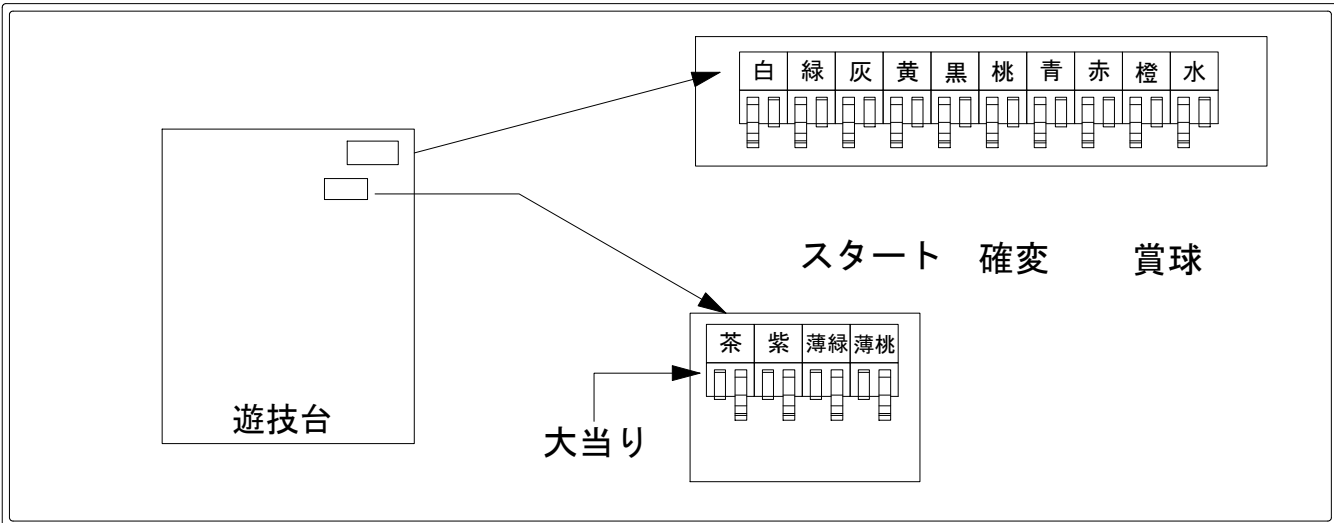 白 緑 灰 黄 黒 桃 青 赤 橙 水
スタート 確変 賞球
茶 紫 薄緑 薄桃
遊技台
大当り